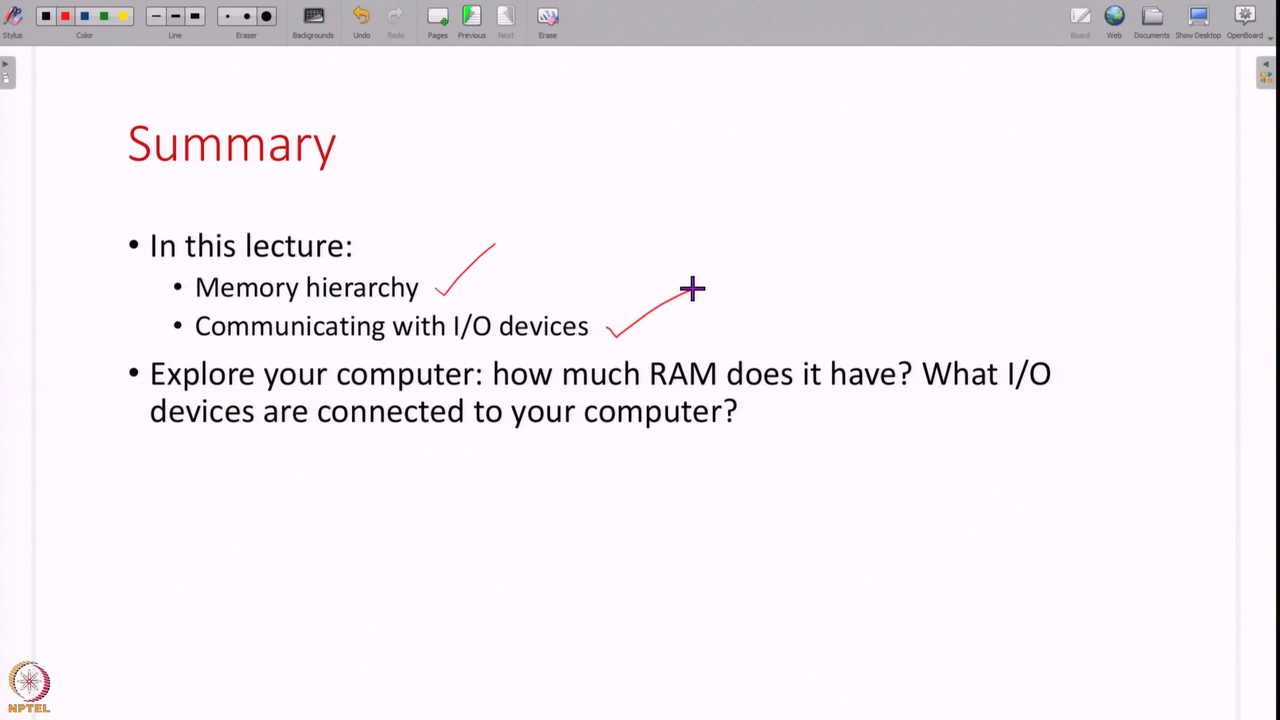 Stylus
Color
Line
Eraser
Backgrounds
Undo
Redo
Pages
Previous
Next
Erase
Board
Web
Documents
Show Desktop
OpenBoard
Summary
• In this lecture:
• Memory hierarchy
• Communicating with I/O devices
• Explore your computer: how much RAM does it have? What I/O
devices are connected to your computer?
NPTEL